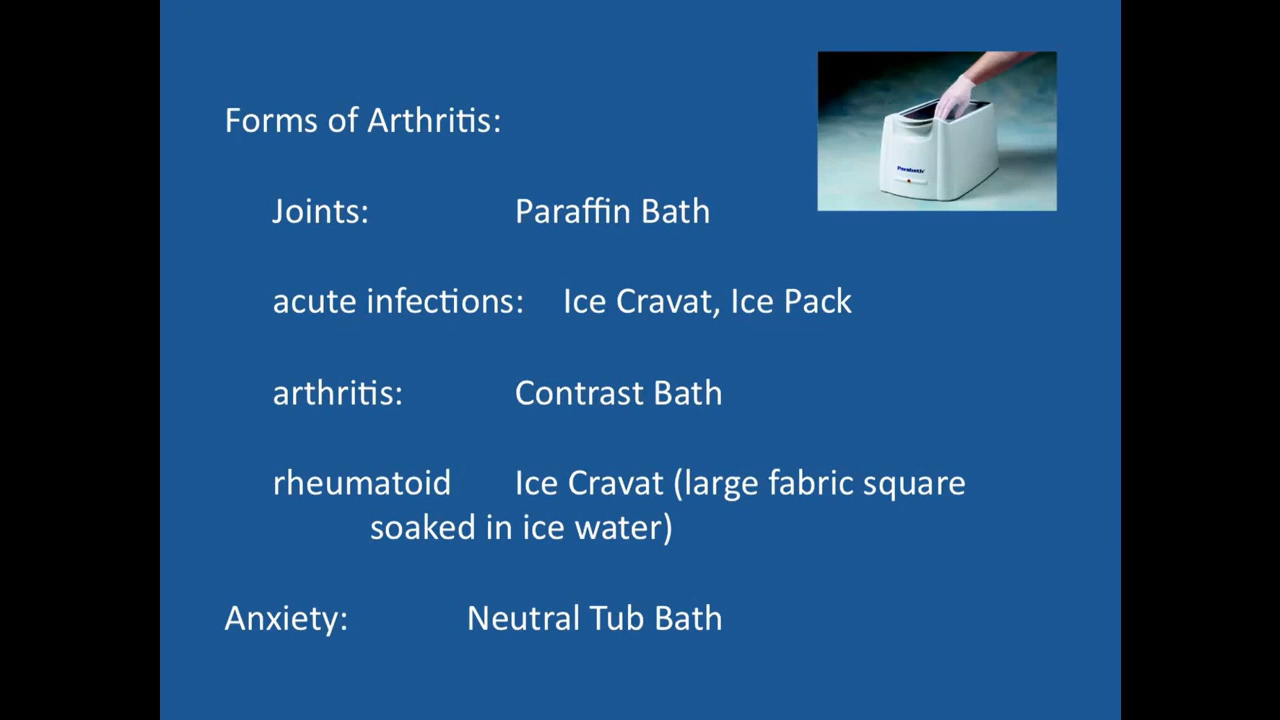 Forms of Arthritis:
Joints: Paraffin Bath
acute infections: Ice Cravat, Ice Pack
arthritis: Contrast Bath
rheumatoid Ice Cravat (large fabric square
soaked in ice water)
Anxiety: Neutral Tub Bath
Parabath